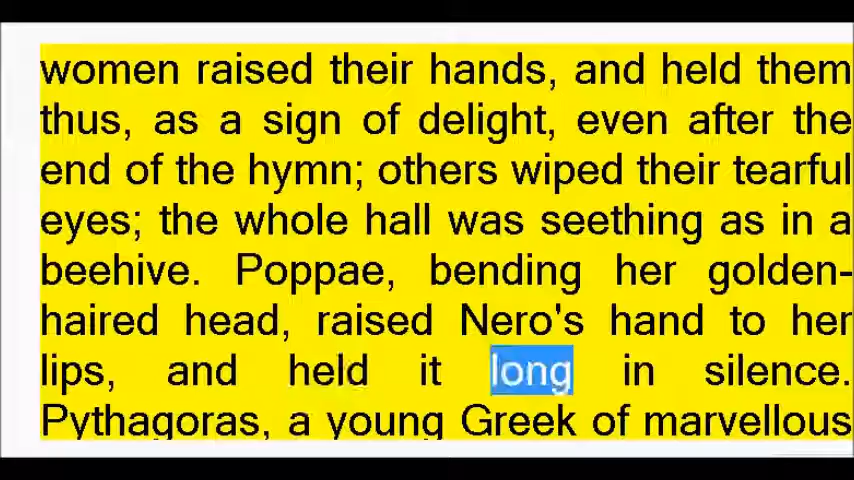 women raised their hands, and held them
thus, as a sign of delight, even after the
end of the hymn; others wiped their tearful
eyes; the whole hall was seething as in a
beehive. Poppae, bending her golden-
haired head, raised Nero's hand to her
lips, and held it long in silence.
Pythagoras, a young Greek of marvellous